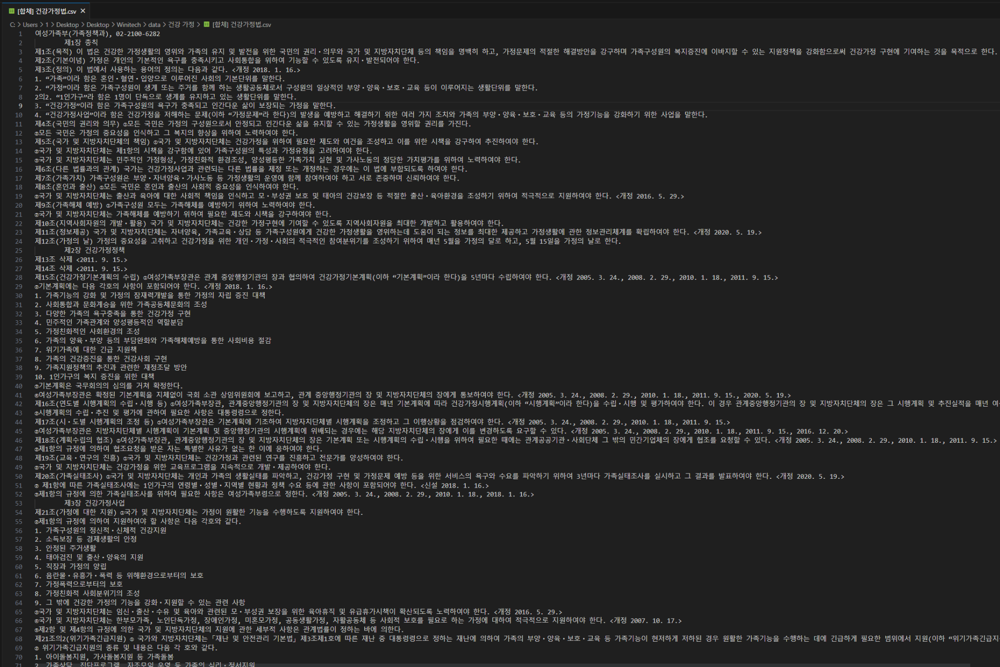 [합체] 건강가정법.csv
C: > Users > 1 > Desktop > Desktop > Winitech > data > 건강 가정 > [합체] 건강가정법.csv
1 여성가족부(가족정책과), 02-2100-6282
2 제1장 총칙
3 제1조(목적) 이 법은 건강한 가정생활의 영위와 가족의 유지 및 발전을 위한 국민의 권리·의무와 국가 및 지방자치단체 등의 책임을 명백히 하고, 가정문제의 적절한 해결방안을 강구하며 가족구성원의 복지증진에 이바지할 수 있는 지원정책을 강화함으로써 건강가정 구현에 기여하는 것을 목적으로 한다.
4 제2조(기본이념) 가정은 개인의 기본적인 욕구를 충족시키고 사회통합을 위하여 기능할 수 있도록 유지·발전되어야 한다.
5 제3조(정의) 이 법에서 사용하는 용어의 정의는 다음과 같다. <개정 2018. 1. 16.>
6 1. “가족”이라 함은 혼인·혈연·입양으로 이루어진 사회의 기본단위를 말한다.
7 2. “가정”이라 함은 가족구성원이 생계 또는 주거를 함께 하는 생활공동체로서 구성원의 일상적인 부양·양육·보호·교육 등이 이루어지는 생활단위를 말한다.
8 2의2. “1인가구”라 함은 1명이 단독으로 생계를 유지하고 있는 생활단위를 말한다.
9 3. “건강가정”이라 함은 가족구성원의 욕구가 충족되고 인간다운 삶이 보장되는 가정을 말한다.
10 4. “건강가정사업”이라 함은 건강가정을 저해하는 문제(이하 “가정문제”라 한다)의 발생을 예방하고 해결하기 위한 여러 가지 조치와 가족의 부양·양육·보호·교육 등의 가정기능을 강화하기 위한 사업을 말한다.
11 제4조(국민의 권리와 의무) ①모든 국민은 가정의 구성원으로서 안정되고 인간다운 삶을 유지할 수 있는 가정생활을 영위할 권리를 가진다.
12 ②모든 국민은 가정의 중요성을 인식하고 그 복지의 향상을 위하여 노력하여야 한다.
13 제5조(국가 및 지방자치단체의 책임) ①국가 및 지방자치단체는 건강가정을 위하여 필요한 제도와 여건을 조성하고 이를 위한 시책을 강구하여 추진하여야 한다.
14 ②국가 및 지방자치단체는 제1항의 시책을 강구함에 있어 가족구성원의 특성과 가정유형을 고려하여야 한다.
15 ③국가 및 지방자치단체는 민주적인 가정형성, 가정친화적 환경조성, 양성평등한 가족가치 실현 및 가사노동의 정당한 가치평가를 위하여 노력하여야 한다.
16 제6조(다른 법률과의 관계) 국가는 건강가정사업과 관련되는 다른 법률을 제정 또는 개정하는 경우에는 이 법에 부합되도록 하여야 한다.
17 제7조(가족가치) 가족구성원은 부양·자녀양육·가사노동 등 가정생활의 운영에 함께 참여하여야 하고 서로 존중하며 신뢰하여야 한다.
18 제8조(혼인과 출산) ①모든 국민은 혼인과 출산의 사회적 중요성을 인식하여야 한다.
19 ②국가 및 지방자치단체는 출산과 육아에 대한 사회적 책임을 인식하고 모·부성권 보호 및 태아의 건강보장 등 적절한 출산·육아환경을 조성하기 위하여 적극적으로 지원하여야 한다. <개정 2016. 5. 29.>
20 제9조(가족해체 예방) ①가족구성원 모두는 가족해체를 예방하기 위하여 노력하여야 한다.
21 ②국가 및 지방자치단체는 가족해체를 예방하기 위하여 필요한 제도와 시책을 강구하여야 한다.
22 제10조(지역사회자원의 개발·활용) 국가 및 지방자치단체는 건강한 가정구현에 기여할 수 있도록 지역사회자원을 최대한 개발하고 활용하여야 한다.
23 제11조(정보제공) 국가 및 지방자치단체는 자녀양육, 가족교육·상담 등 가족구성원에게 건강한 가정생활을 영위하는데 도움이 되는 정보를 최대한 제공하고 가정생활에 관한 정보관리체계를 확립하여야 한다. <개정 2020. 5. 19.>
24 제12조(가정의 날) 가정의 중요성을 고취하고 건강가정을 위한 개인·가정·사회의 적극적인 참여분위기를 조성하기 위하여 매년 5월을 가정의 달로 하고, 5월 15일을 가정의 날로 한다.
25 제2장 건강가정정책
26 제13조 삭제 <2011. 9. 15.>
27 제14조 삭제 <2011. 9. 15.>
28 제15조(건강가정기본계획의 수립) ①여성가족부장관은 관계 중앙행정기관의 장과 협의하여 건강가정기본계획(이하 “기본계획”이라 한다)을 5년마다 수립하여야 한다. <개정 2005. 3. 24., 2008. 2. 29., 2010. 1. 18., 2011. 9. 15.>
29 ②기본계획에는 다음 각호의 사항이 포함되어야 한다. <개정 2018. 1. 16.>
30 1. 가족기능의 강화 및 가정의 잠재력개발을 통한 가정의 자립 증진 대책
31 2. 사회통합과 문화계승을 위한 가족공동체문화의 조성
32 3. 다양한 가족의 욕구충족을 통한 건강가정 구현
33 4. 민주적인 가족관계와 양성평등적인 역할분담
34 5. 가정친화적인 사회환경의 조성
35 6. 가족의 양육·부양 등의 부담완화와 가족해체예방을 통한 사회비용 절감
36 7. 위기가족에 대한 긴급 지원책
37 8. 가족의 건강증진을 통한 건강사회 구현
38 9. 가족지원정책의 추진과 관련한 재정조달 방안
39 10. 1인가구의 복지 증진을 위한 대책
40 ③기본계획은 국무회의의 심의를 거쳐 확정한다.
41 ④여성가족부장관은 확정된 기본계획을 지체없이 국회 소관 상임위원회에 보고하고, 관계 중앙행정기관의 장 및 지방자치단체의 장에게 통보하여야 한다. <개정 2005. 3. 24., 2008. 2. 29., 2010. 1. 18., 2011. 9. 15., 2020. 5. 19.>
42 제16조(연도별 시행계획의 수립·시행 등) ①여성가족부장관, 관계중앙행정기관의 장 및 지방자치단체의 장은 매년 기본계획에 따라 건강가정시행계획(이하 “시행계획”이라 한다)을 수립·시행 및 평가하여야 한다. 이 경우 관계중앙행정기관의 장 및 지방자치단체의 장은 그 시행계획 및 추진실적을 매년 여
43 ②시행계획의 수립·추진 및 평가에 관하여 필요한 사항은 대통령령으로 정한다.
44 제17조(시·도별 시행계획의 조정 등) ①여성가족부장관은 기본계획에 기초하여 지방자치단체별 시행계획을 조정하고 그 이행상황을 점검하여야 한다. <개정 2005. 3. 24., 2008. 2. 29., 2010. 1. 18., 2011. 9. 15.>
45 ②여성가족부장관은 지방자치단체별 시행계획이 기본계획 및 중앙행정기관의 시행계획에 위배되는 경우에는 해당 지방자치단체의 장에게 이를 변경하도록 요구할 수 있다. <개정 2005. 3. 24., 2008. 2. 29., 2010. 1. 18., 2011. 9. 15., 2016. 12. 20.>
46 제18조(계획수립의 협조) ①여성가족부장관, 관계중앙행정기관의 장 및 지방자치단체의 장은 기본계획 또는 시행계획의 수립·시행을 위하여 필요한 때에는 관계공공기관·사회단체 그 밖의 민간기업체의 장에게 협조를 요청할 수 있다. <개정 2005. 3. 24., 2008. 2. 29., 2010. 1. 18., 2011. 9. 15.>
47 ②제1항의 규정에 의하여 협조요청을 받은 자는 특별한 사유가 없는 한 이에 응하여야 한다.
48 제19조(교육·연구의 진흥) ①국가 및 지방자치단체는 건강가정과 관련된 연구를 진흥하고 전문가를 양성하여야 한다.
49 ②국가 및 지방자치단체는 건강가정을 위한 교육프로그램을 지속적으로 개발·제공하여야 한다.
50 제20조(가족실태조사) ①국가 및 지방자치단체는 개인과 가족의 생활실태를 파악하고, 건강가정 구현 및 가정문제 예방 등을 위한 서비스의 욕구와 수요를 파악하기 위하여 3년마다 가족실태조사를 실시하고 그 결과를 발표하여야 한다. <개정 2020. 5. 19.>
51 ② 제1항에 따른 가족실태조사에는 1인가구의 연령별·성별·지역별 현황과 정책 수요 등에 관한 사항이 포함되어야 한다. <신설 2018. 1. 16.>
52 ③제1항의 규정에 의한 가족실태조사를 위하여 필요한 사항은 여성가족부령으로 정한다. <개정 2005. 3. 24., 2008. 2. 29., 2010. 1. 18., 2018. 1. 16.>
53 제3장 건강가정사업
54 제21조(가정에 대한 지원) ①국가 및 지방자치단체는 가정이 원활한 기능을 수행하도록 지원하여야 한다.
55 ②제1항의 규정에 의하여 지원하여야 할 사항은 다음 각호와 같다.
56 1. 가족구성원의 정신적·신체적 건강지원
57 2. 소득보장 등 경제생활의 안정
58 3. 안정된 주거생활
59 4. 태아검진 및 출산·양육의 지원
60 5. 직장과 가정의 양립
61 6. 음란물·유흥가·폭력 등 위해환경으로부터의 보호
62 7. 가정폭력으로부터의 보호
63 8. 가정친화적 사회분위기의 조성
64 9. 그 밖에 건강한 가정의 기능을 강화·지원할 수 있는 관련 사항
65 ③국가 및 지방자치단체는 임신·출산·수유 및 육아와 관련된 모·부성권 보장을 위한 육아휴직 및 유급휴가시책이 확산되도록 노력하여야 한다. <개정 2016. 5. 29.>
66 ④국가 및 지방자치단체는 한부모가족, 노인단독가정, 장애인가정, 미혼모가정, 공동생활가정, 자활공동체 등 사회적 보호를 필요로 하는 가정에 대하여 적극적으로 지원하여야 한다. <개정 2007. 10. 17.>
67 ⑤제2항 및 제4항의 규정에 의한 국가 및 지방자치단체의 지원에 관한 세부적 사항은 관계법률이 정하는 바에 의한다.
68 제21조의2(위기가족긴급지원) ① 국가와 지방자치단체는「재난 및 안전관리 기본법」제3조제1호에 따른 재난 중 대통령령으로 정하는 재난에 의하여 가족의 부양·양육·보호·교육 등 가족기능이 현저하게 저하된 경우 원활한 가족기능을 수행하는 데에 긴급하게 필요한 범위에서 지원(이하 “위기가족긴급지
69 ② 위기가족긴급지원의 종류 및 내용은 다음 각 호와 같다.
70 1. 아이돌봄지원, 가사돌봄지원 등 가족돌봄
71 2. 가족상담, 집단프로그램, 자조모임 운영 등 가족의 심리·정서지원